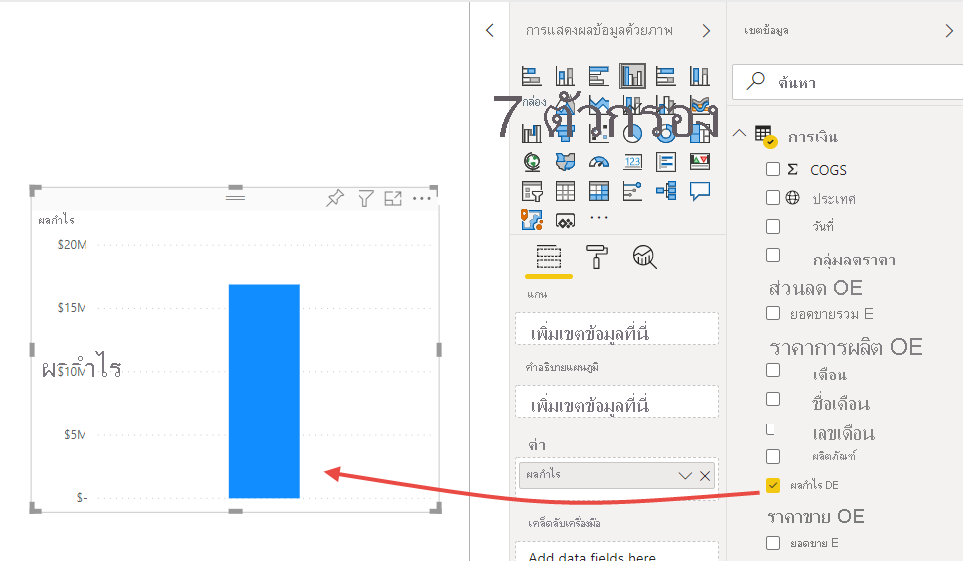 ผลกำไร
$20M
$15M
ผลกำไร
$10M
$5M
$-
การแสดงผลข้อมูลด้วยภาพ
กล่อง
7 ตัวกรอง
123
แกน
เพิ่มเขตข้อมูลที่นี่
คำอธิบายแผนภูมิ
เพิ่มเขตข้อมูลที่นี่
ค่า
ผลกำไร
เคล็ดลับเครื่องมือ
Add data fields here
เขตข้อมูล
ค้นหา
การเงิน
Σ COGS
ประเทศ
วันที่
กลุ่มลดราคา
ส่วนลด OE
ยอดขายรวม E
ราคาการผลิต OE
เดือน
ชื่อเดือน
เลขเดือน
ผลิตภัณฑ์
ผลกำไร DE
ราคาขาย OE
ยอดขาย E